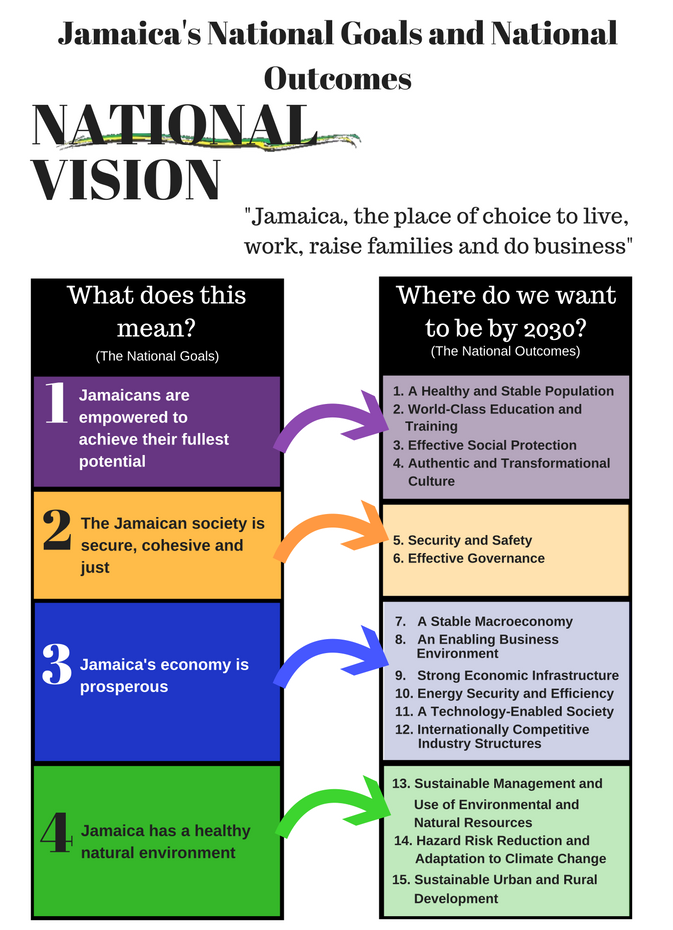 Jamaica's National Goals and National
Outcomes
NATIONAL
VISION
"Jamaica, the place of choice to live,
work, raise families and do business"
What does this
mean?
(The National Goals)
1
Jamaicans are
empowered to
achieve their fullest
potential
2
The Jamaican society is
secure, cohesive and
just
3
Jamaica's economy is
prosperous
4
Jamaica has a healthy
natural environment
Where do we want
to be by 2030?
(The National Outcomes)
1. A Healthy and Stable Population
2. World-Class Education and
Training
3. Effective Social Protection
4. Authentic and Transformational
Culture
5. Security and Safety
6. Effective Governance
7. A Stable Macroeconomy
8. An Enabling Business
Environment
9. Strong Economic Infrastructure
10. Energy Security and Efficiency
11. A Technology-Enabled Society
12. Internationally Competitive
Industry Structures
13. Sustainable Management and
Use of Environmental and
Natural Resources
14. Hazard Risk Reduction and
Adaptation to Climate Change
15. Sustainable Urban and Rural
Development